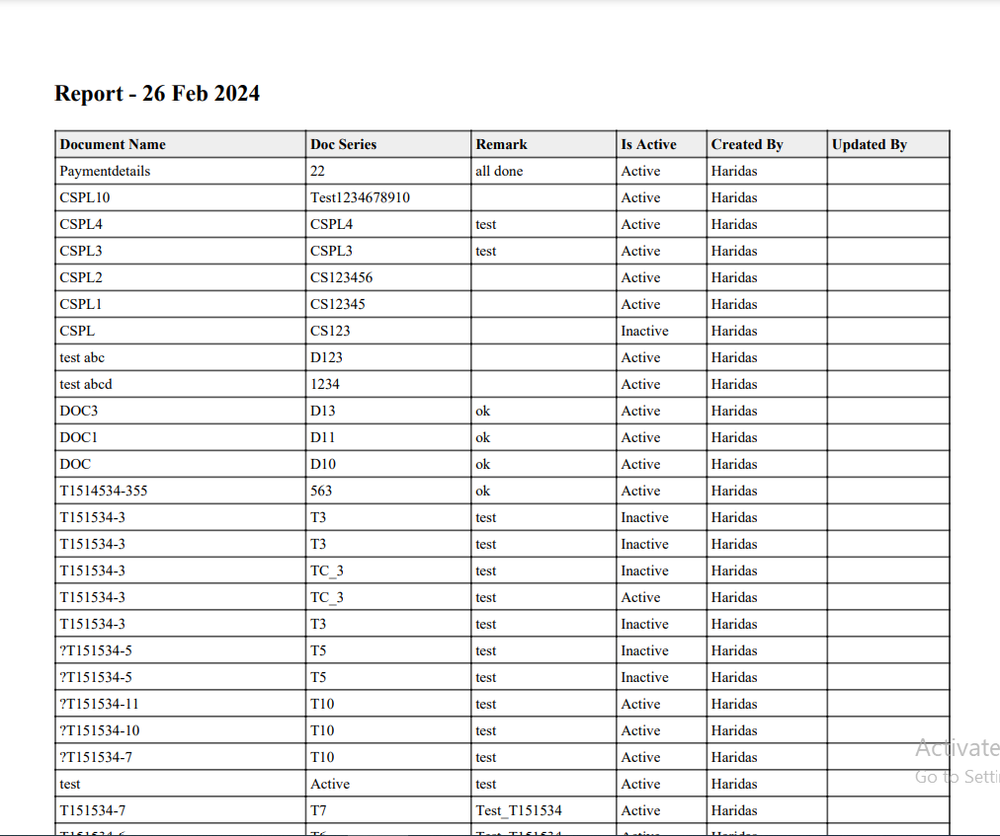 Report - 26 Feb 2024
Document Name Doc Series Remark Is Active Created By Updated By
Paymentdetails 22 all done Active Haridas
CSPL10 Test1234678910 Active Haridas
CSPL4 CSPL4 test Active Haridas
CSPL3 CSPL3 test Active Haridas
CSPL2 CS123456 Active Haridas
CSPL1 CS12345 Active Haridas
CSPL CS123 Inactive Haridas
test abc D123 Active Haridas
test abcd 1234 Active Haridas
DOC3 D13 ok Active Haridas
DOC1 D11 ok Active Haridas
DOC D10 ok Active Haridas
T1514534-355 563 ok Active Haridas
T151534-3 T3 test Inactive Haridas
T151534-3 T3 test Inactive Haridas
T151534-3 TC_3 test Inactive Haridas
T151534-3 TC_3 test Active Haridas
T151534-3 T3 test Inactive Haridas
?T151534-5 T5 test Inactive Haridas
?T151534-5 T5 test Inactive Haridas
?T151534-11 T10 test Active Haridas
?T151534-10 T10 test Active Haridas
Activate
?T151534-7 T10 test Active Haridas
Go to Setti
test Active test Active Haridas
T151534-7 T7 Test_T151534 Active Haridas